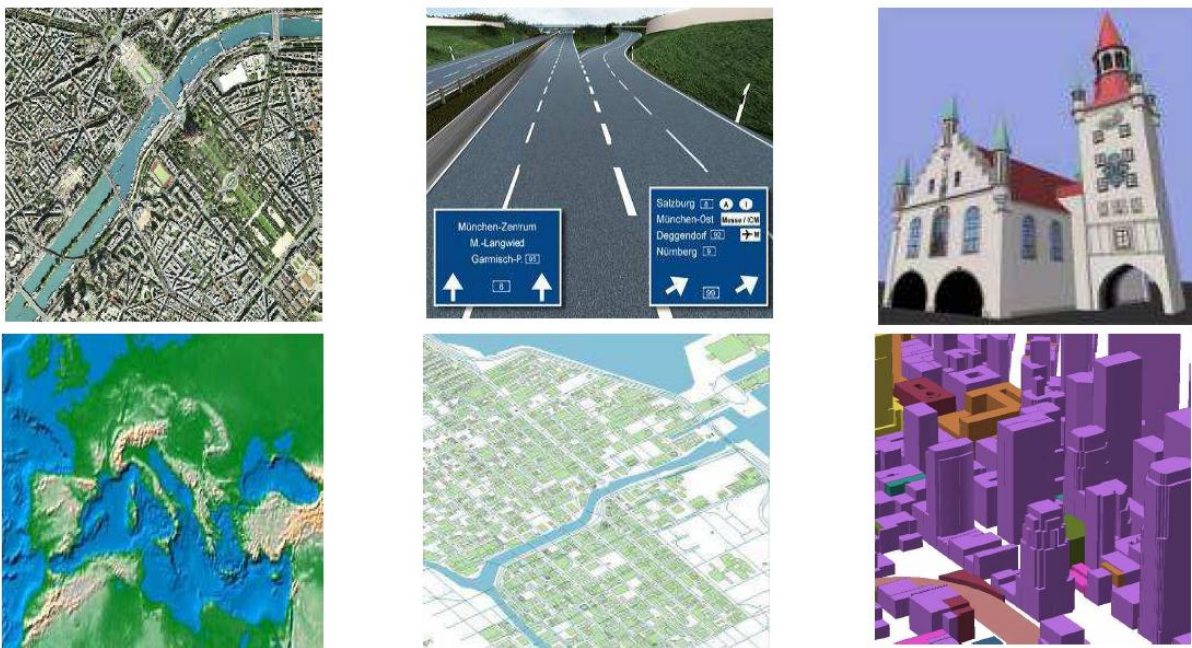 München-Zentrum
M.-Langwied
Garmisch-P. 95
8
Salzburg 8 A I
München-Ost Messe / ICM
Deggendorf 92 M
Nürnberg 9
99